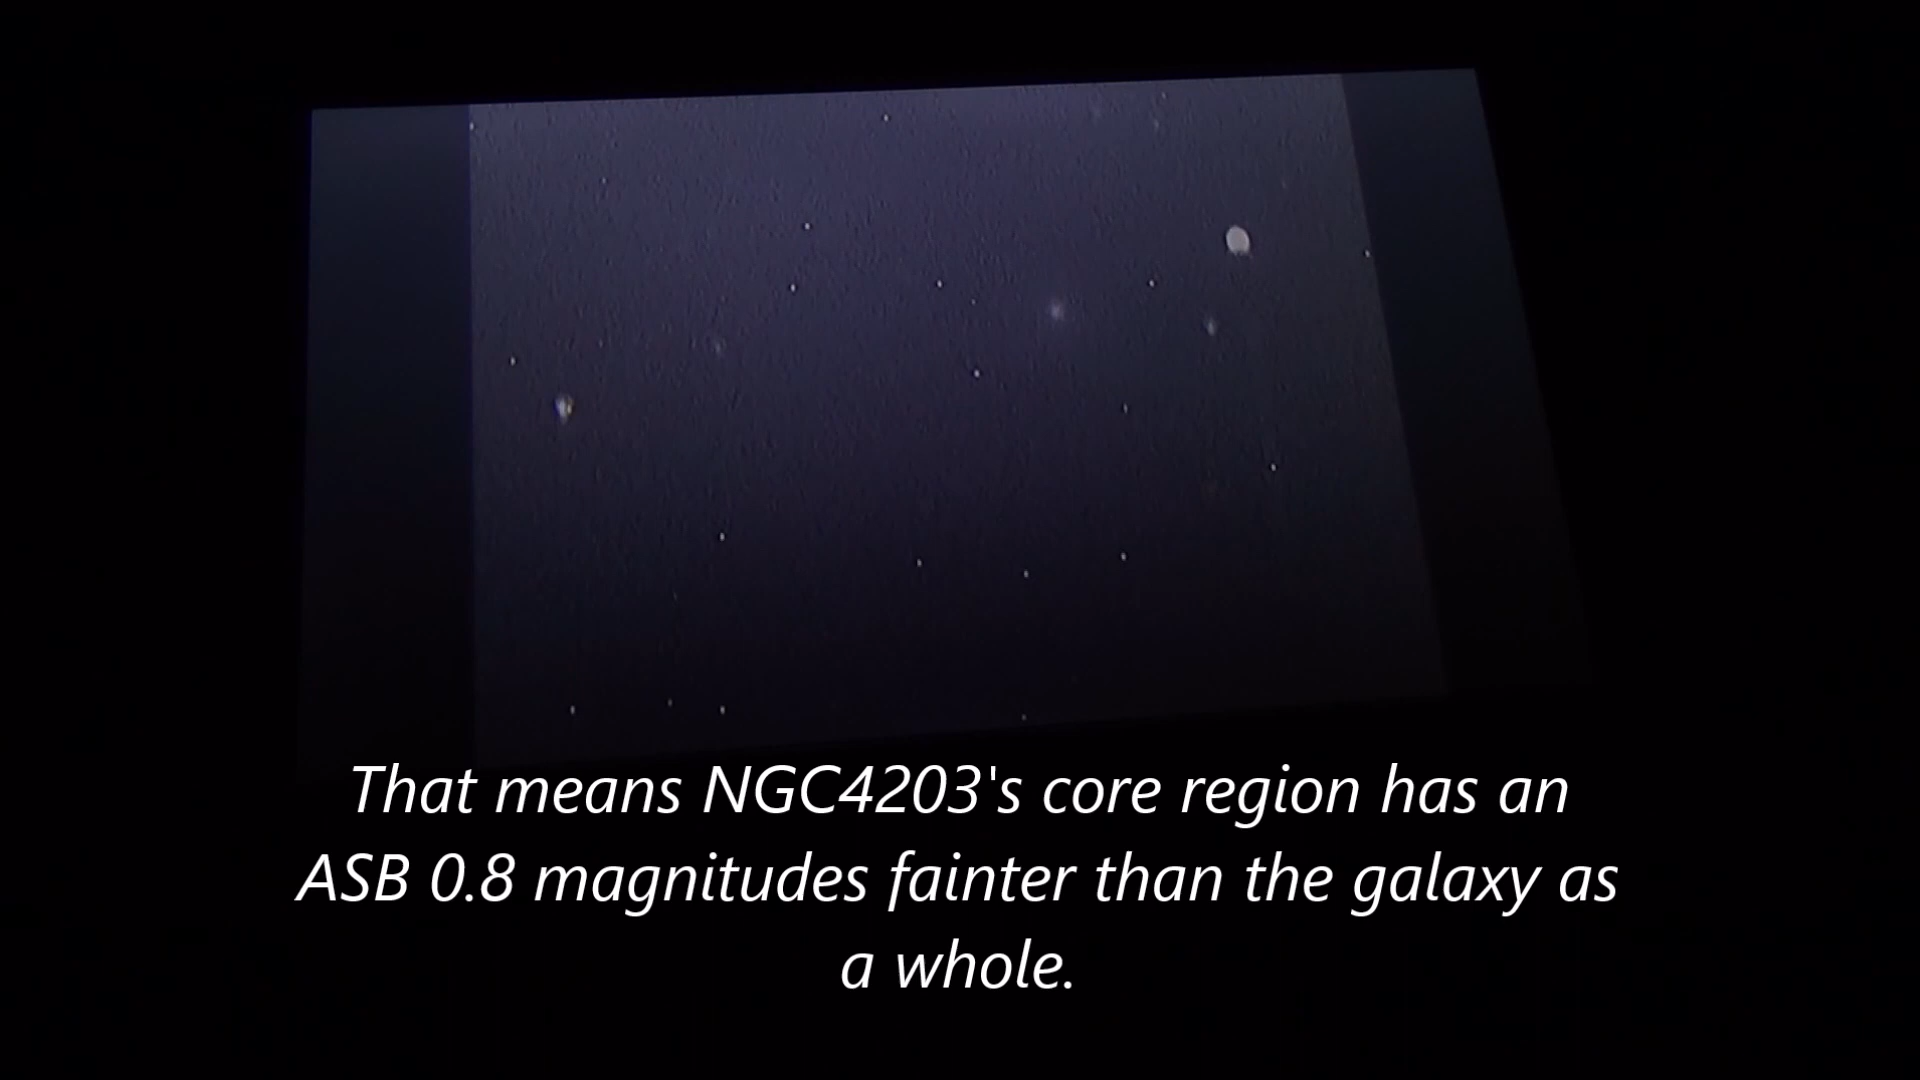 That means NGC4203's core region has an
ASB 0.8 magnitudes fainter than the galaxy as
a whole.